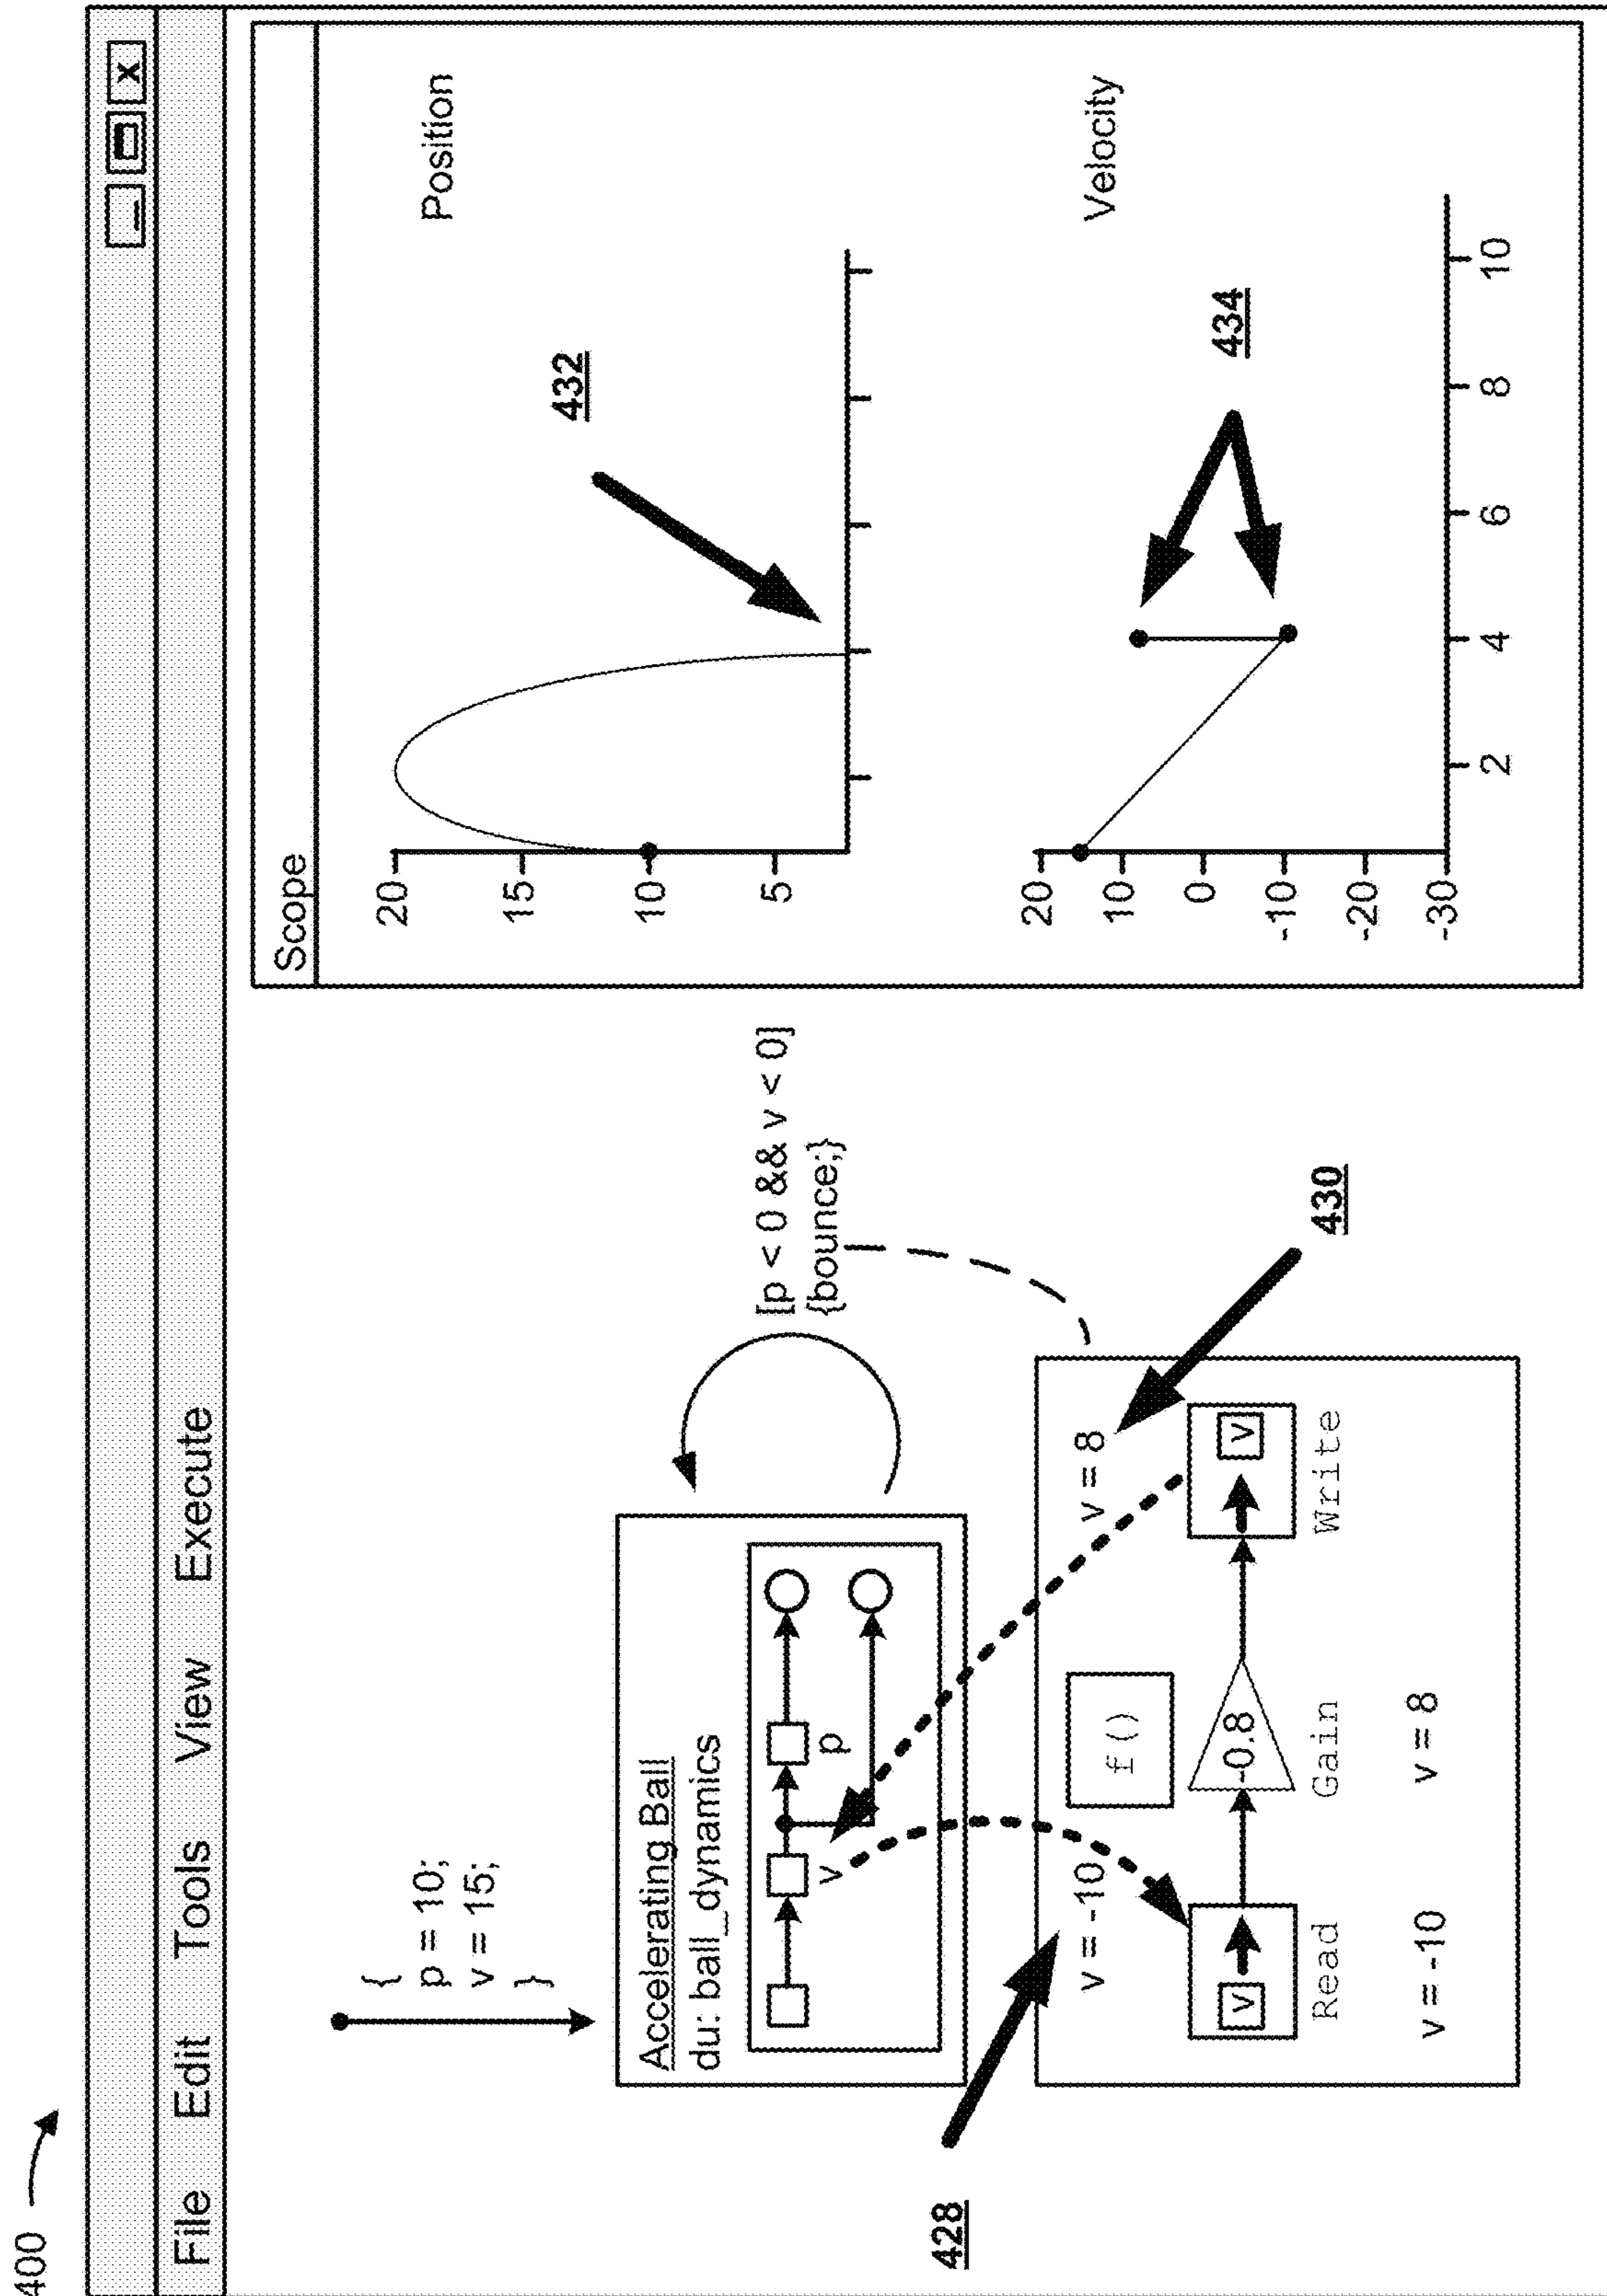 400
_ X
File Edit Tools View Execute
{
p = 10;
v = 15;
}
Accelerating Ball
du: ball_dynamics
v
p
[p < 0 && v < 0]
{bounce;}
428
v = -10
f()
v = 8
430
v
-0.8
v
Read
Gain
Write
v = -10
v = 8
Scope
Position
20
15
10
5
432
Velocity
20
10
0
-10
-20
-30
434
2 4 6 8 10